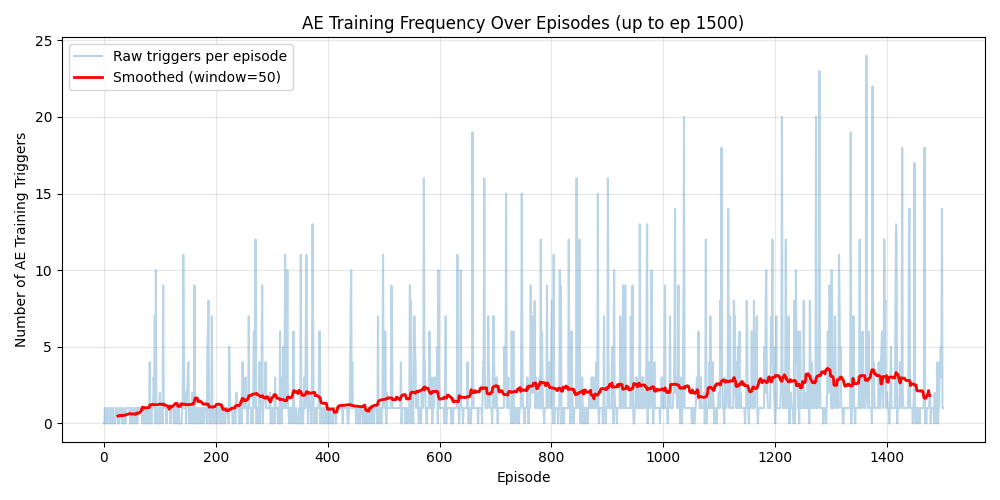 AE Training Frequency Over Episodes (up to ep 1500)
Raw triggers per episode
Smoothed (window=50)
Number of AE Training Triggers
25
20
15
10
5
0
0 200 400 600 800 1000 1200 1400
Episode